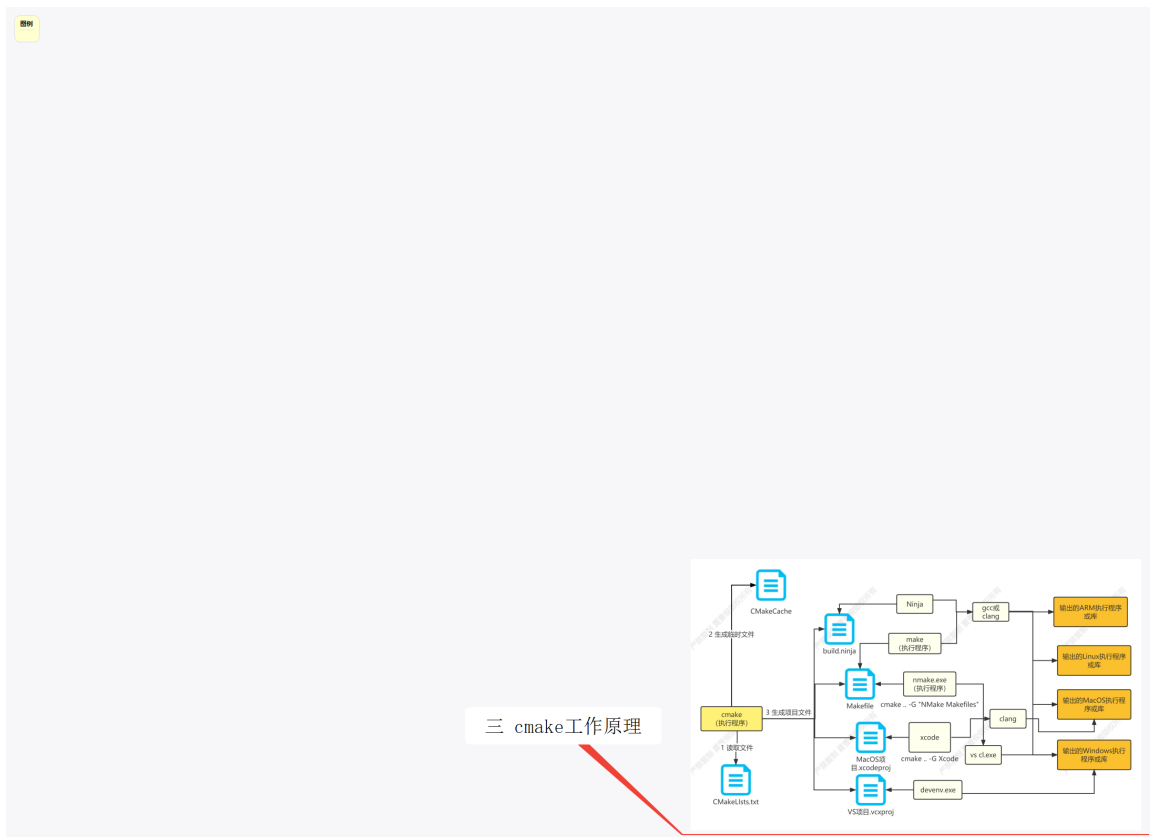 图例
三 cmake工作原理
CMakeCache
2 生成临时文件
cmake
(执行程序)
1 读取文件
CMakeLists.txt
3 生成项目文件
build.ninja
Makefile
MacOS项
目.xcodeproj
VS项目.vcxproj
Ninja
make
(执行程序)
nmake.exe
(执行程序)
cmake .. -G "NMake Makefiles"
xcode
cmake .. -G Xcode
devenv.exe
gcc或
clang
clang
vs cl.exe
输出的ARM执行程序
或库
输出的Linux执行程序
或库
输出的MacOS执行程
序或库
输出的Windows执行
程序或库